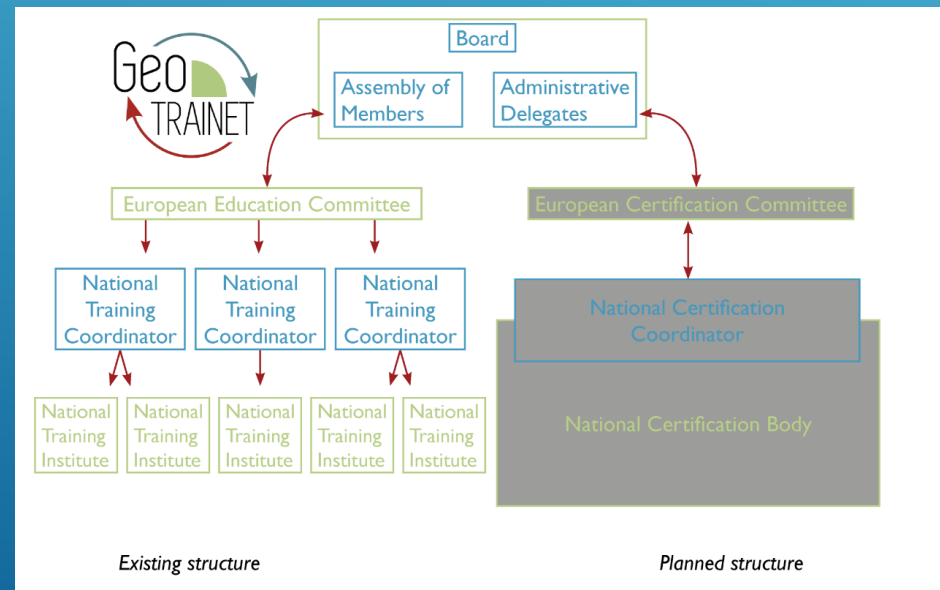 Geo
TRAINET
Board
Assembly of
Members
Administrative
Delegates
European Education Committee
European Certification Committee
National
Training
Coordinator
National
Training
Coordinator
National
Training
Coordinator
National Certification
Coordinator
National
Training
Institute
National
Training
Institute
National
Training
Institute
National
Training
Institute
National
Training
Institute
National Certification Body
Existing structure
Planned structure